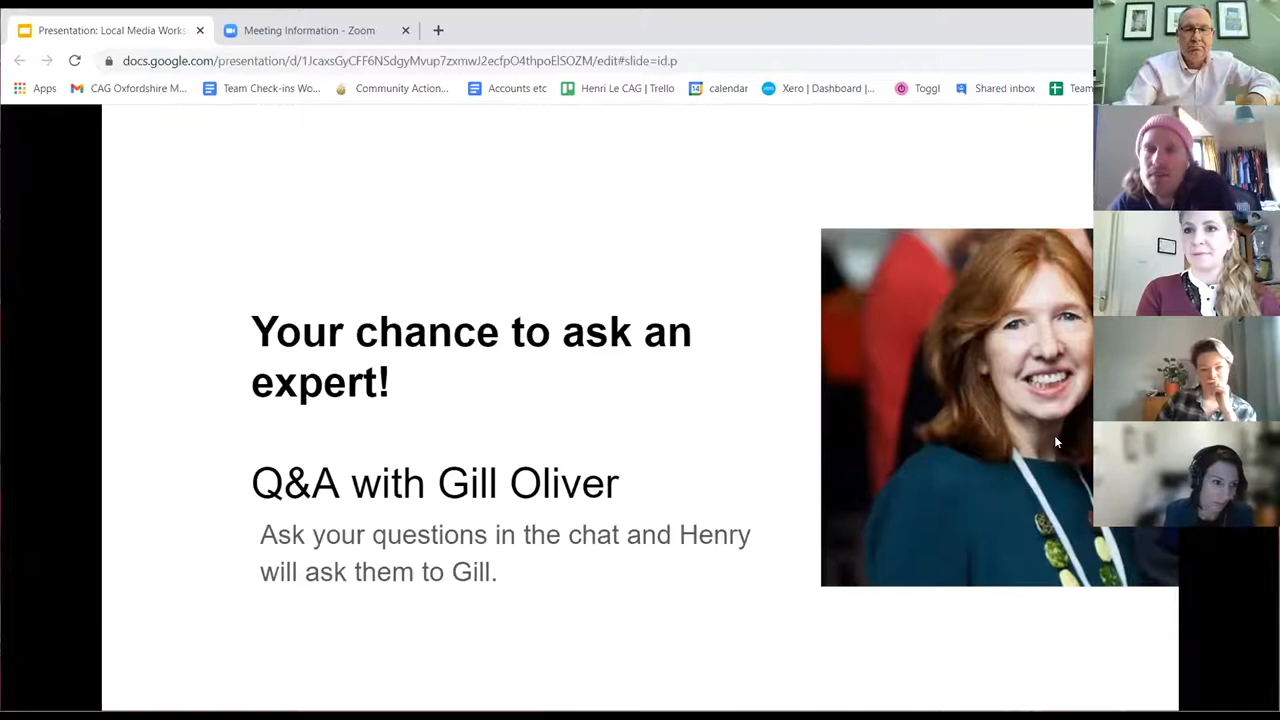 Presentation: Local Media Works
Meeting Information - Zoom
docs.google.com/presentation/d/1JcaxsGyCFF6NSdgyMvup7zxmwJ2ecfpO4thpoElSOZM/edit#slide=id.p
Apps
CAG Oxfordshire M...
Team Check-ins Wo...
Community Action...
Accounts etc
Henri Le CAG | Trello
calendar
Xero | Dashboard |...
Toggl
Shared inbox
Team
Your chance to ask an
expert!
Q&A with Gill Oliver
Ask your questions in the chat and Henry
will ask them to Gill.